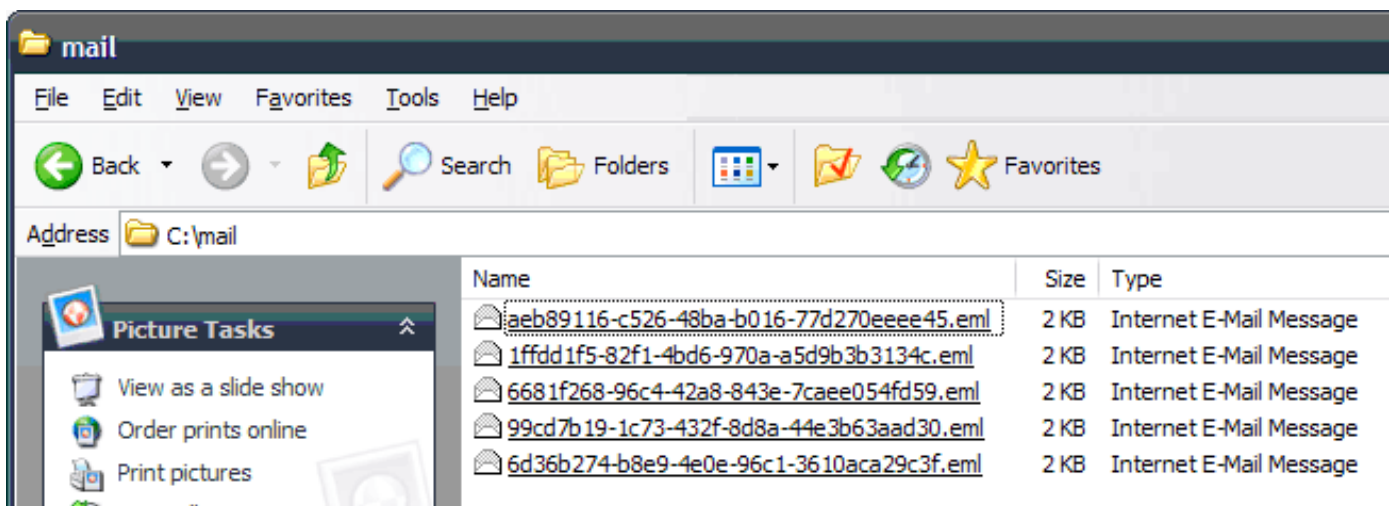 mail
File Edit View Favorites Tools Help
Back Search Folders Favorites
Address C:\mail
Name Size Type
Picture Tasks
View as a slide show
Order prints online
Print pictures
aeb89116-c526-48ba-b016-77d270eeee45.eml 2 KB Internet E-Mail Message
1ffdd1f5-82f1-4bd6-970a-a5d9b3b3134c.eml 2 KB Internet E-Mail Message
6681f268-96c4-42a8-843e-7caee054fd59.eml 2 KB Internet E-Mail Message
99cd7b19-1c73-432f-8d8a-44e3b63aad30.eml 2 KB Internet E-Mail Message
6d36b274-b8e9-4e0e-96c1-3610aca29c3f.eml 2 KB Internet E-Mail Message